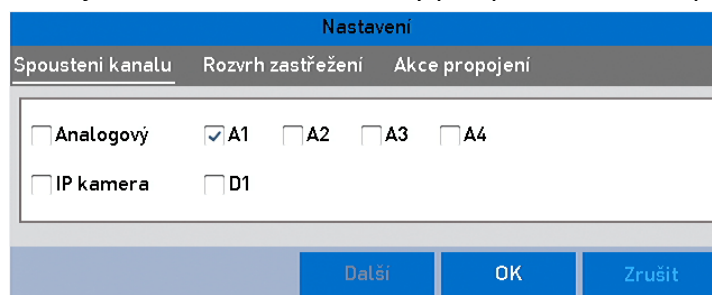 Nastavení
Spousteni kanalu Rozvrh zastřežení Akce propojení
Analogový A1 A2 A3 A4
IP kamera D1
Další OK Zrušit